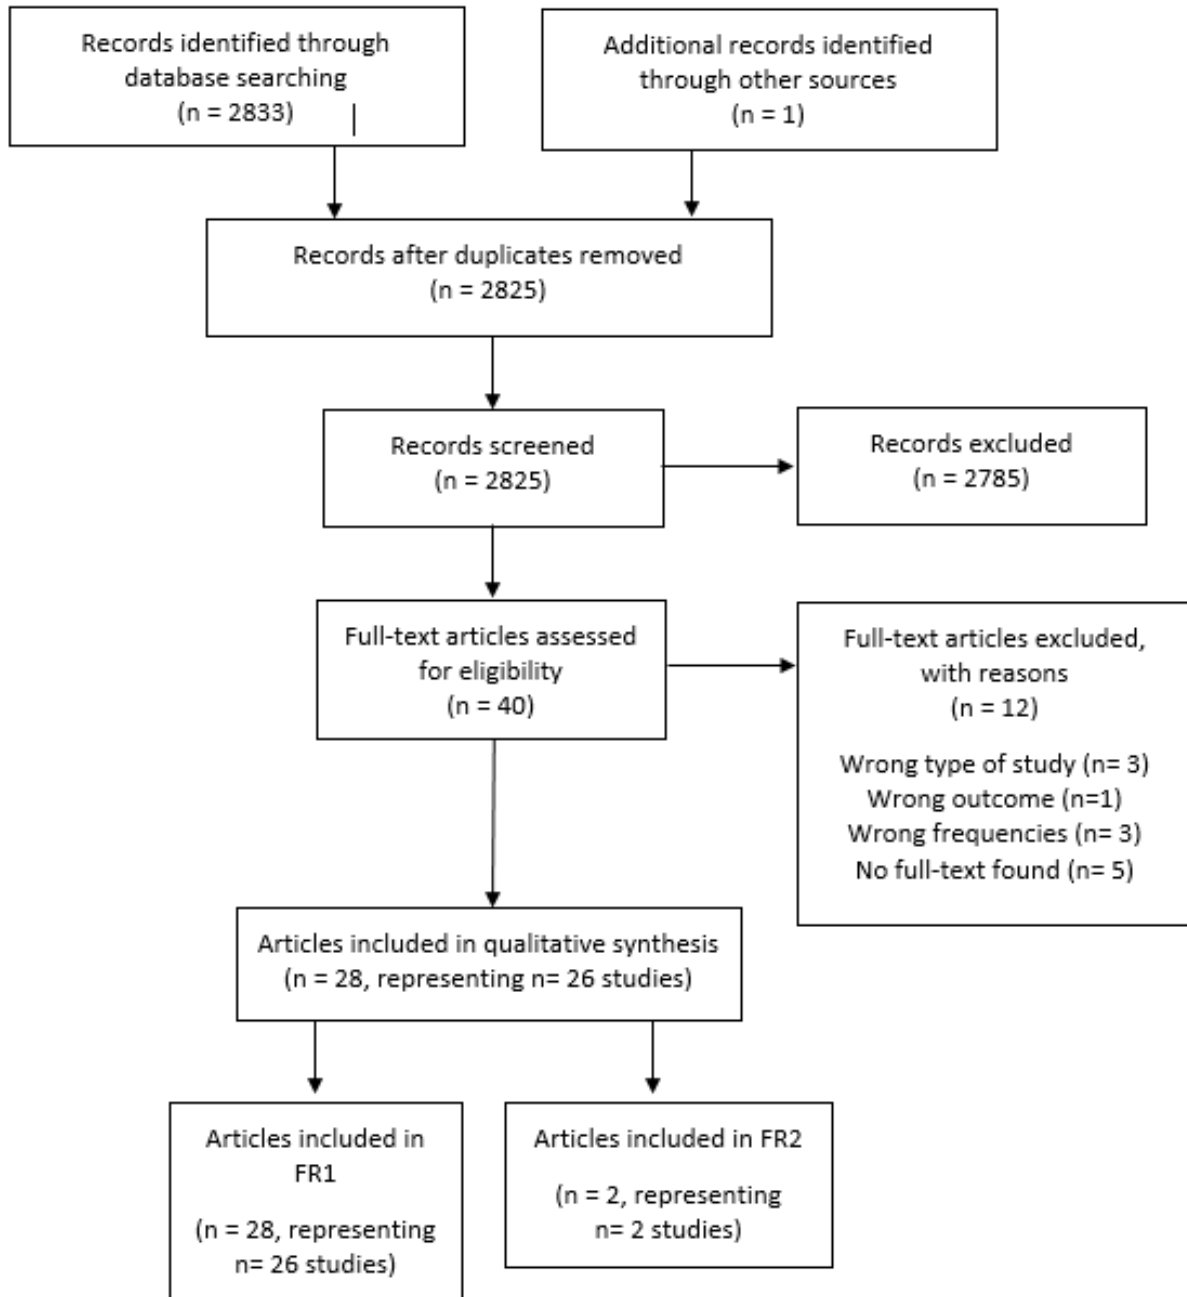 Records identified through
database searching
(n = 2833)
Additional records identified
through other sources
(n = 1)
Records after duplicates removed
(n = 2825)
Records screened
(n = 2825)
Records excluded
(n = 2785)
Full-text articles assessed
for eligibility
(n = 40)
Full-text articles excluded,
with reasons
(n = 12)
Wrong type of study (n= 3)
Wrong outcome (n=1)
Wrong frequencies (n= 3)
No full-text found (n= 5)
Articles included in qualitative synthesis
(n = 28, representing n= 26 studies)
Articles included in
FR1
(n = 28, representing
n= 26 studies)
Articles included in FR2
(n = 2, representing
n= 2 studies)